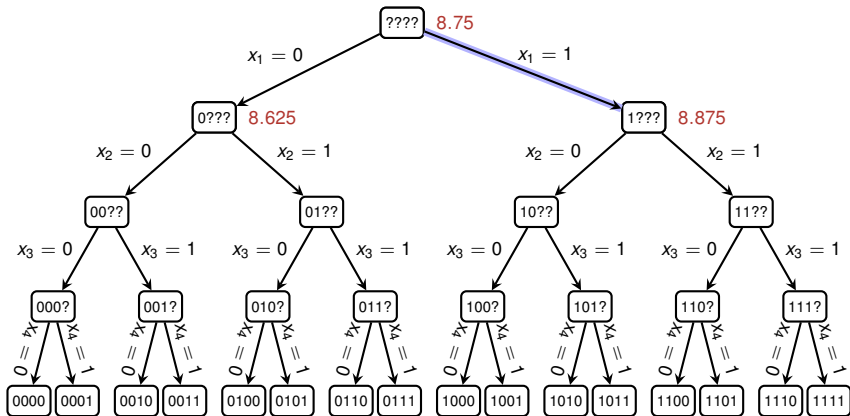 ???? 8.75
x₁ = 0 x₁ = 1
0??? 8.625 1??? 8.875
x₂ = 0 x₂ = 1 x₂ = 0 x₂ = 1
00?? 01?? 10?? 11??
x₃ = 0 x₃ = 1 x₃ = 0 x₃ = 1 x₃ = 0 x₃ = 1 x₃ = 0 x₃ = 1
000? 001? 010? 011? 100? 101? 110? 111?
x₄ = 0 x₄ = 1 x₄ = 0 x₄ = 1 x₄ = 0 x₄ = 1 x₄ = 0 x₄ = 1 x₄ = 0 x₄ = 1 x₄ = 0 x₄ = 1 x₄ = 0 x₄ = 1 x₄ = 0 x₄ = 1
0000 0001 0010 0011 0100 0101 0110 0111 1000 1001 1010 1011 1100 1101 1110 1111